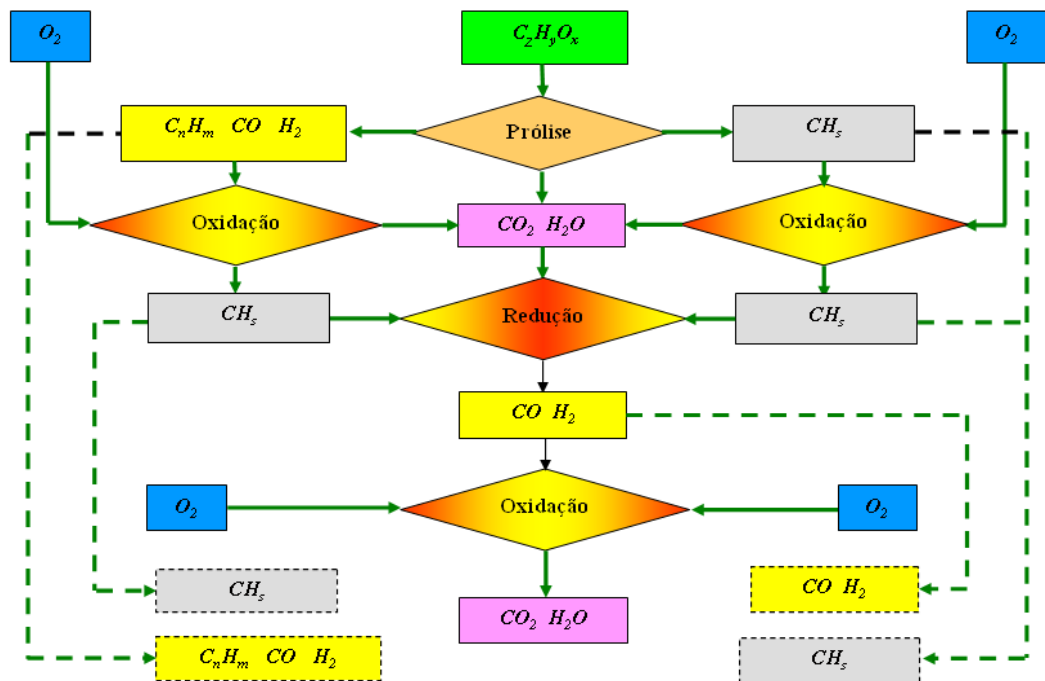 O₂
C₂HᵧOₓ
O₂
CₙHₘ CO H₂
Prólise
CHₛ
Oxidação
CO₂ H₂O
Oxidação
CHₛ
Redução
CHₛ
CO H₂
O₂
Oxidação
O₂
CHₛ
CO₂ H₂O
CO H₂
CₙHₘ CO H₂
CHₛ